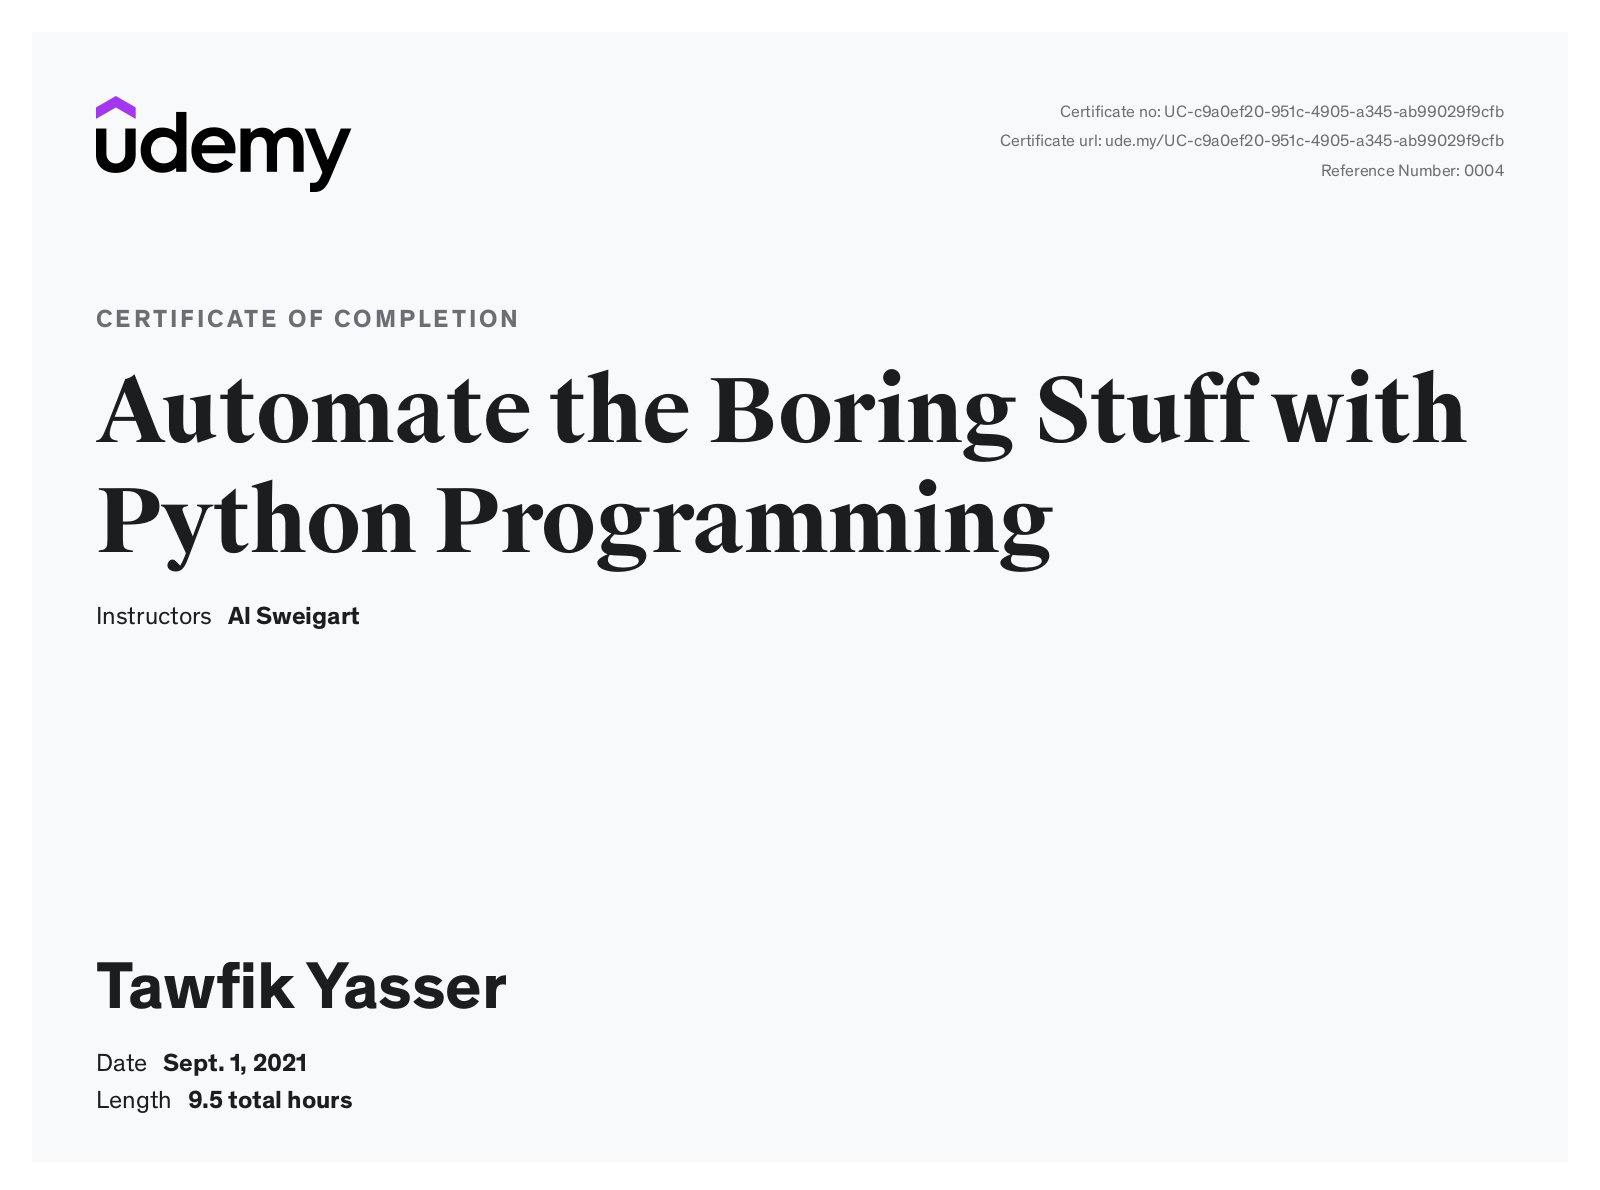 udemy
Certificate no: UC-c9a0ef20-951c-4905-a345-ab99029f9cfb
Certificate url: ude.my/UC-c9a0ef20-951c-4905-a345-ab99029f9cfb
Reference Number: 0004
CERTIFICATE OF COMPLETION
Automate the Boring Stuff with
Python Programming
Instructors Al Sweigart
Tawfik Yasser
Date Sept. 1, 2021
Length 9.5 total hours